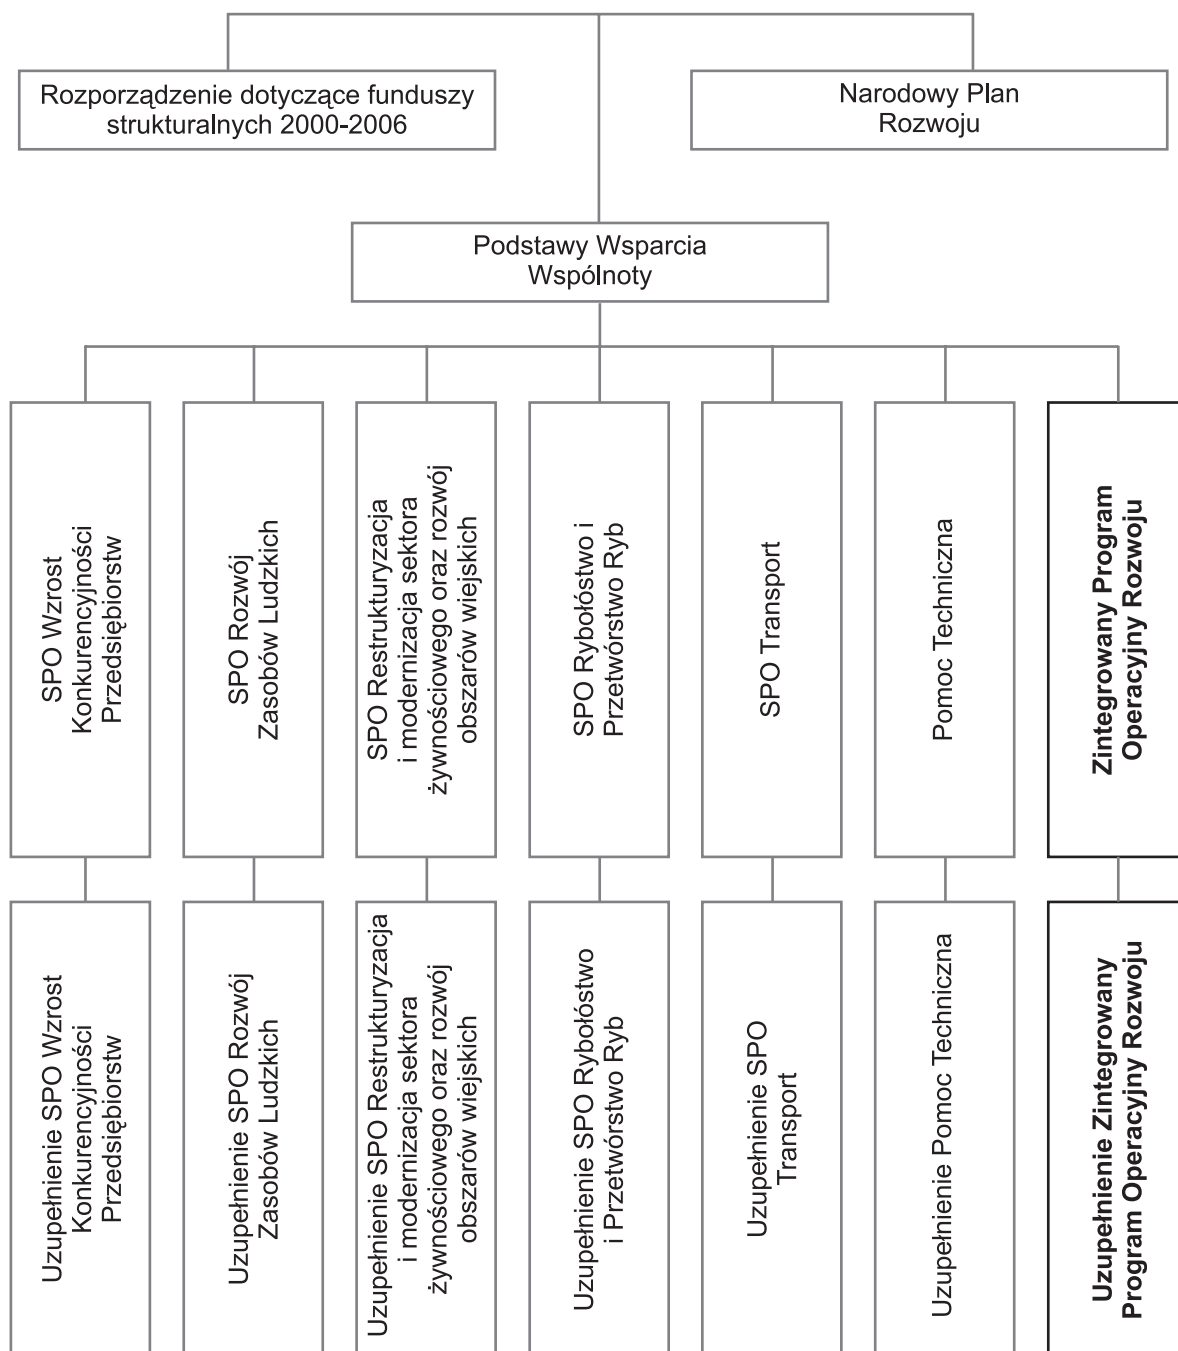 Rozporządzenie dotyczące funduszy
strukturalnych 2000-2006
Narodowy Plan
Rozwoju
Podstawy Wsparcia
Wspólnoty
SPO Wzrost
Konkurencyjności
Przedsiębiorstw
SPO Rozwój
Zasobów Ludzkich
SPO Restrukturyzacja
i modernizacja sektora
żywnościowego oraz rozwój
obszarów wiejskich
SPO Rybołóstwo i
Przetwórstwo Ryb
SPO Transport
Pomoc Techniczna
Zintegrowany Program
Operacyjny Rozwoju
Uzupełnienie SPO Wzrost
Konkurencyjności
Przedsiębiorstw
Uzupełnienie SPO Rozwój
Zasobów Ludzkich
Uzupełnienie SPO Restrukturyzacja
i modernizacja sektora
żywnościowego oraz rozwój
obszarów wiejskich
Uzupełnienie SPO Rybołóstwo
i Przetwórstwo Ryb
Uzupełnienie SPO
Transport
Uzupełnienie Pomoc Techniczna
Uzupełnienie Zintegrowany
Program Operacyjny Rozwoju